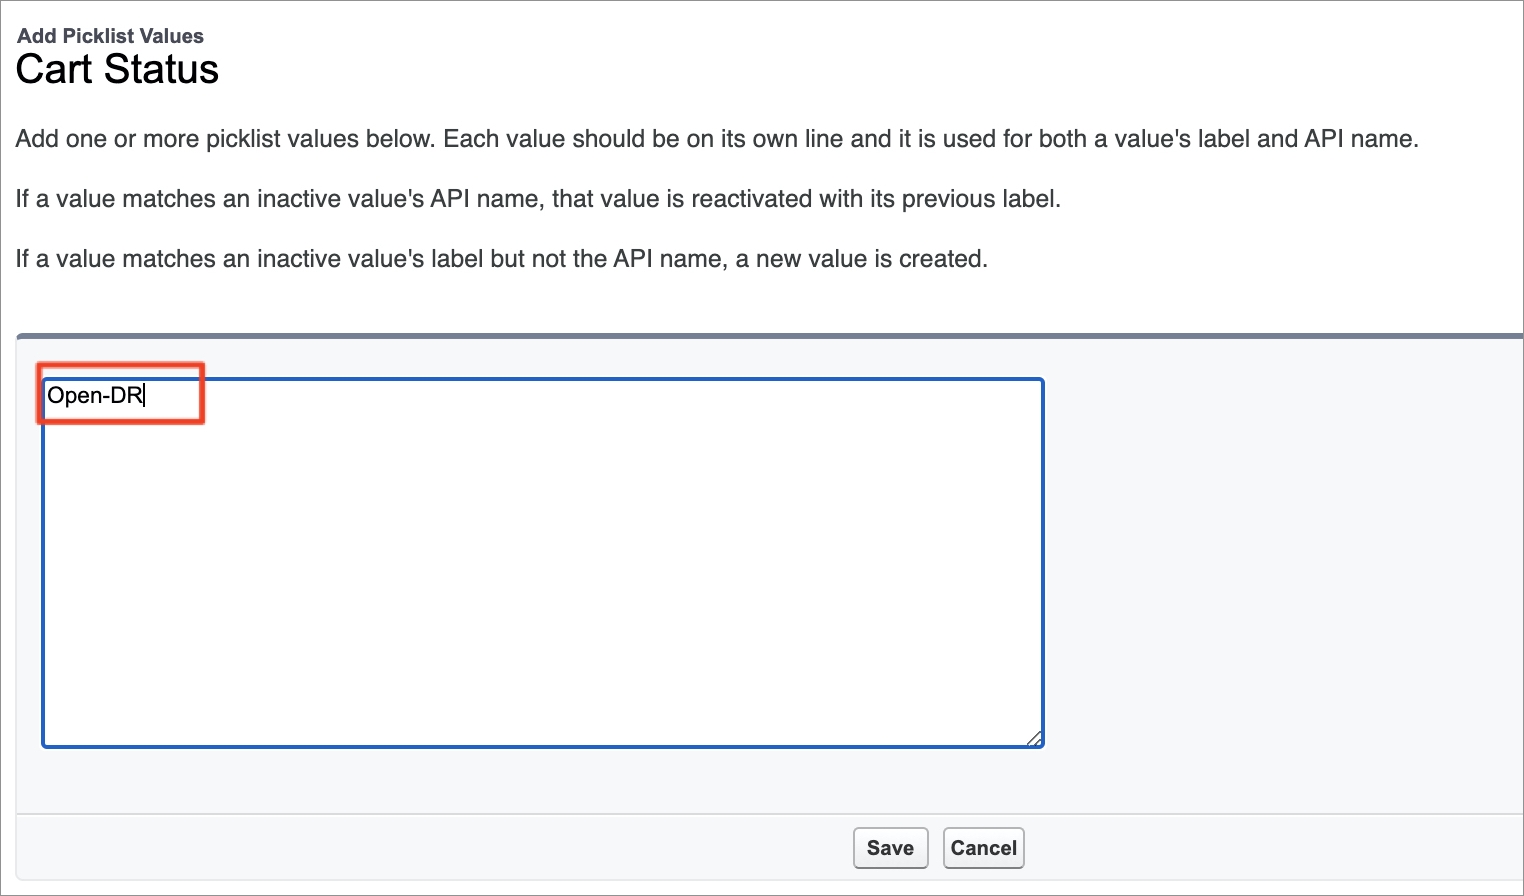 Add Picklist Values
Cart Status
Add one or more picklist values below. Each value should be on its own line and it is used for both a value's label and API name.
If a value matches an inactive value's API name, that value is reactivated with its previous label.
If a value matches an inactive value's label but not the API name, a new value is created.
Open-DR
Save Cancel